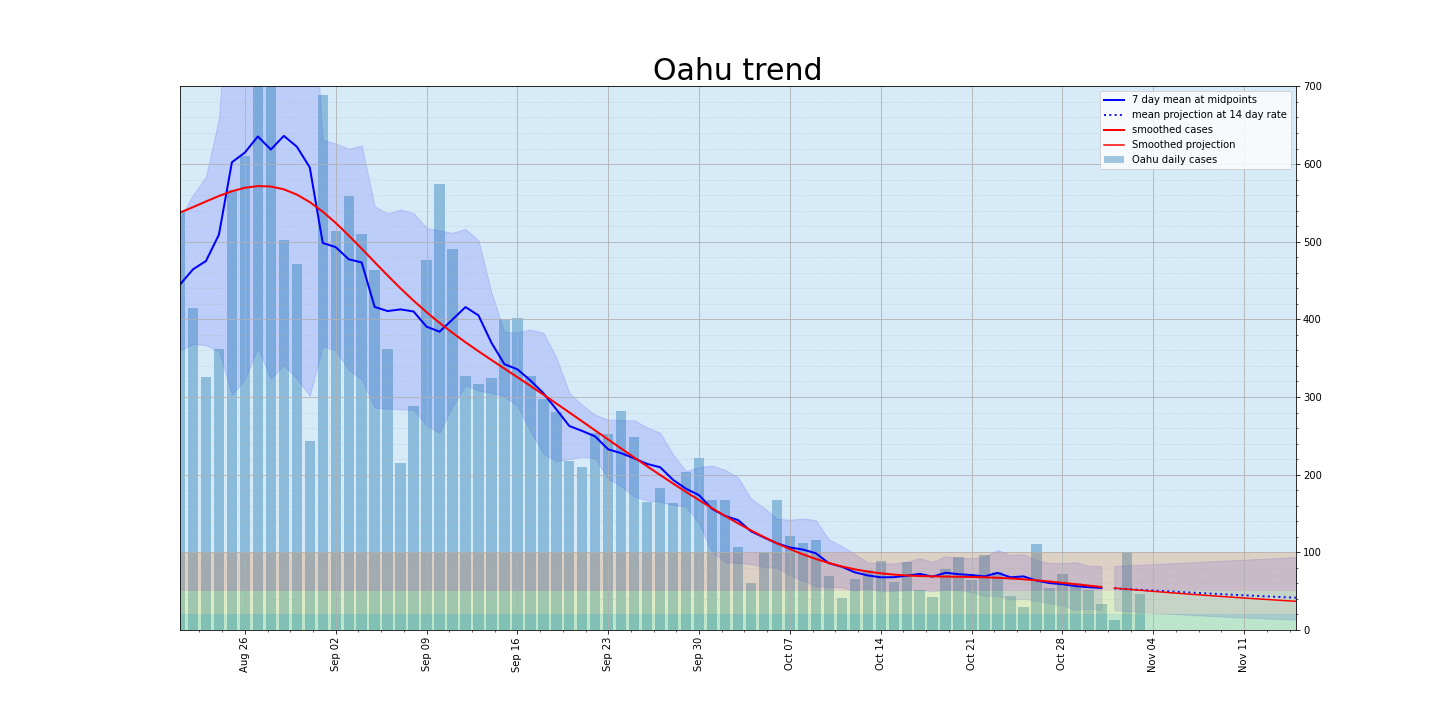 Oahu trend
7 day mean at midpoints
mean projection at 14 day rate
smoothed cases
Smoothed projection
Oahu daily cases
700
600
500
400
300
200
100
0
Aug 26
Sep 02
Sep 09
Sep 16
Sep 23
Sep 30
Oct 07
Oct 14
Oct 21
Oct 28
Nov 04
Nov 11